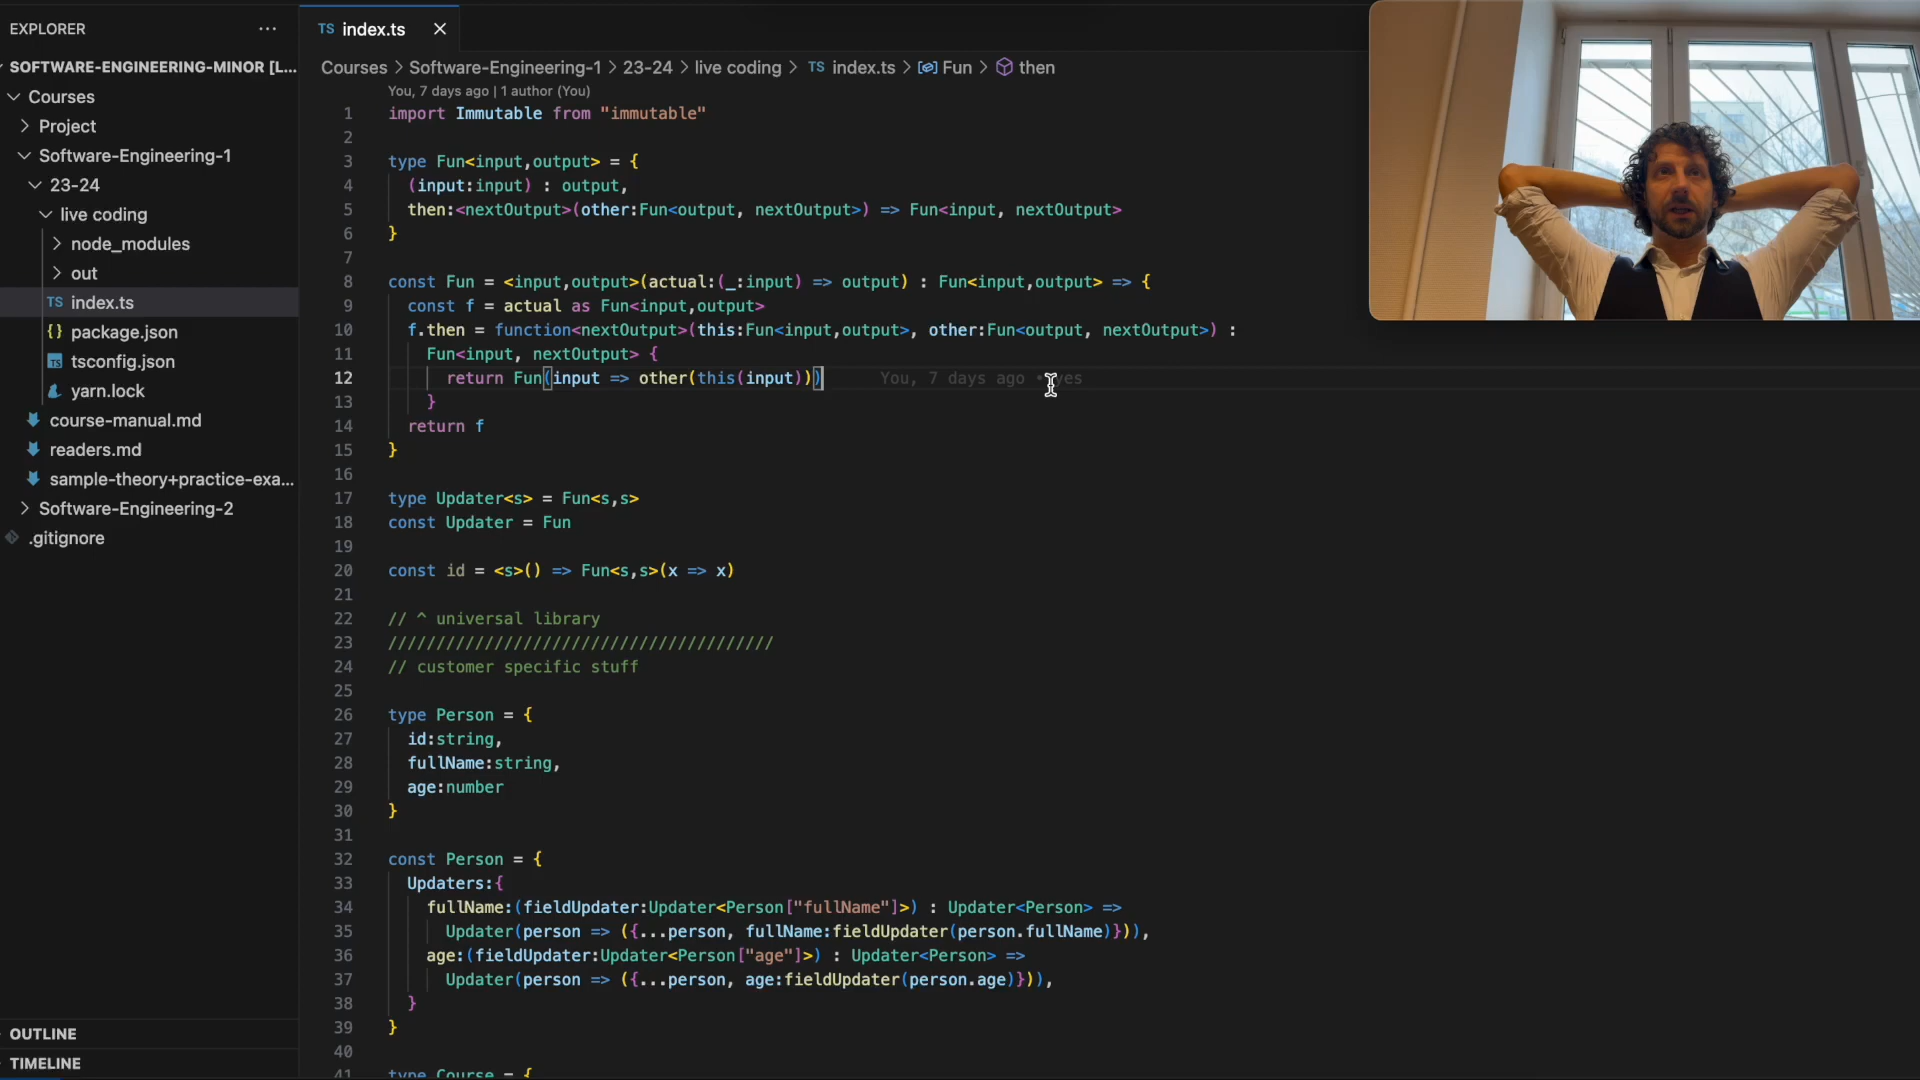 EXPLORER
SOFTWARE-ENGINEERING-MINOR [L...
Courses
Project
Software-Engineering-1
23-24
live coding
node_modules
out
TS index.ts
{} package.json
TS tsconfig.json
yarn.lock
course-manual.md
readers.md
sample-theory+practice-exa...
Software-Engineering-2
.gitignore
OUTLINE
TIMELINE
TS index.ts
Courses > Software-Engineering-1 > 23-24 > live coding > TS index.ts > Fun > then
You, 7 days ago | 1 author (You)
1 import Immutable from "immutable"
2
3 type Fun<input,output> = {
4 (input:input) : output,
5 then:<nextOutput>(other:Fun<output, nextOutput>) => Fun<input, nextOutput>
6 }
7
8 const Fun = <input,output>(actual:(_:input) => output) : Fun<input,output> => {
9 const f = actual as Fun<input,output>
10 f.then = function<nextOutput>(this:Fun<input,output>, other:Fun<output, nextOutput>) :
11 Fun<input, nextOutput> {
12 return Fun(input => other(this(input))) You, 7 days ago • yes
13 }
14 return f
15 }
16
17 type Updater<s> = Fun<s,s>
18 const Updater = Fun
19
20 const id = <s>() => Fun<s,s>(x => x)
21
22 // ^ universal library
23 ////////////////////////////////////////
24 // customer specific stuff
25
26 type Person = {
27 id:string,
28 fullName:string,
29 age:number
30 }
31
32 const Person = {
33 Updaters:{
34 fullName:(fieldUpdater:Updater<Person["fullName"]>) : Updater<Person> =>
35 Updater(person => ({...person, fullName:fieldUpdater(person.fullName)})),
36 age:(fieldUpdater:Updater<Person["age"]>) : Updater<Person> =>
37 Updater(person => ({...person, age:fieldUpdater(person.age)})),
38 }
39 }
40
41 type Course = {